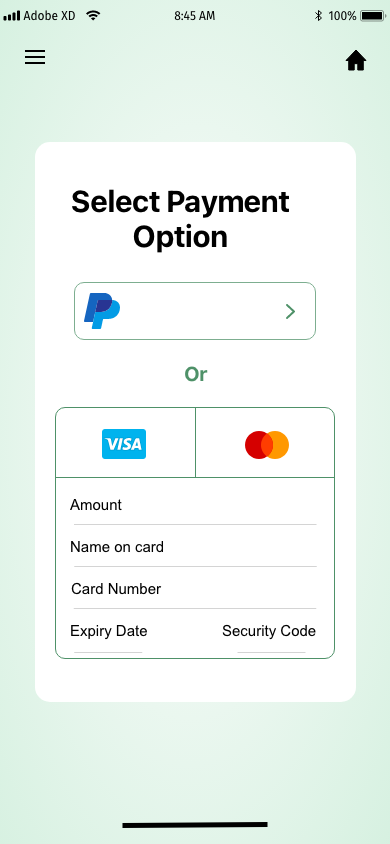 Adobe XD 8:45 AM 100%
Select Payment
Option
Or
VISA
Amount
Name on card
Card Number
Expiry Date Security Code